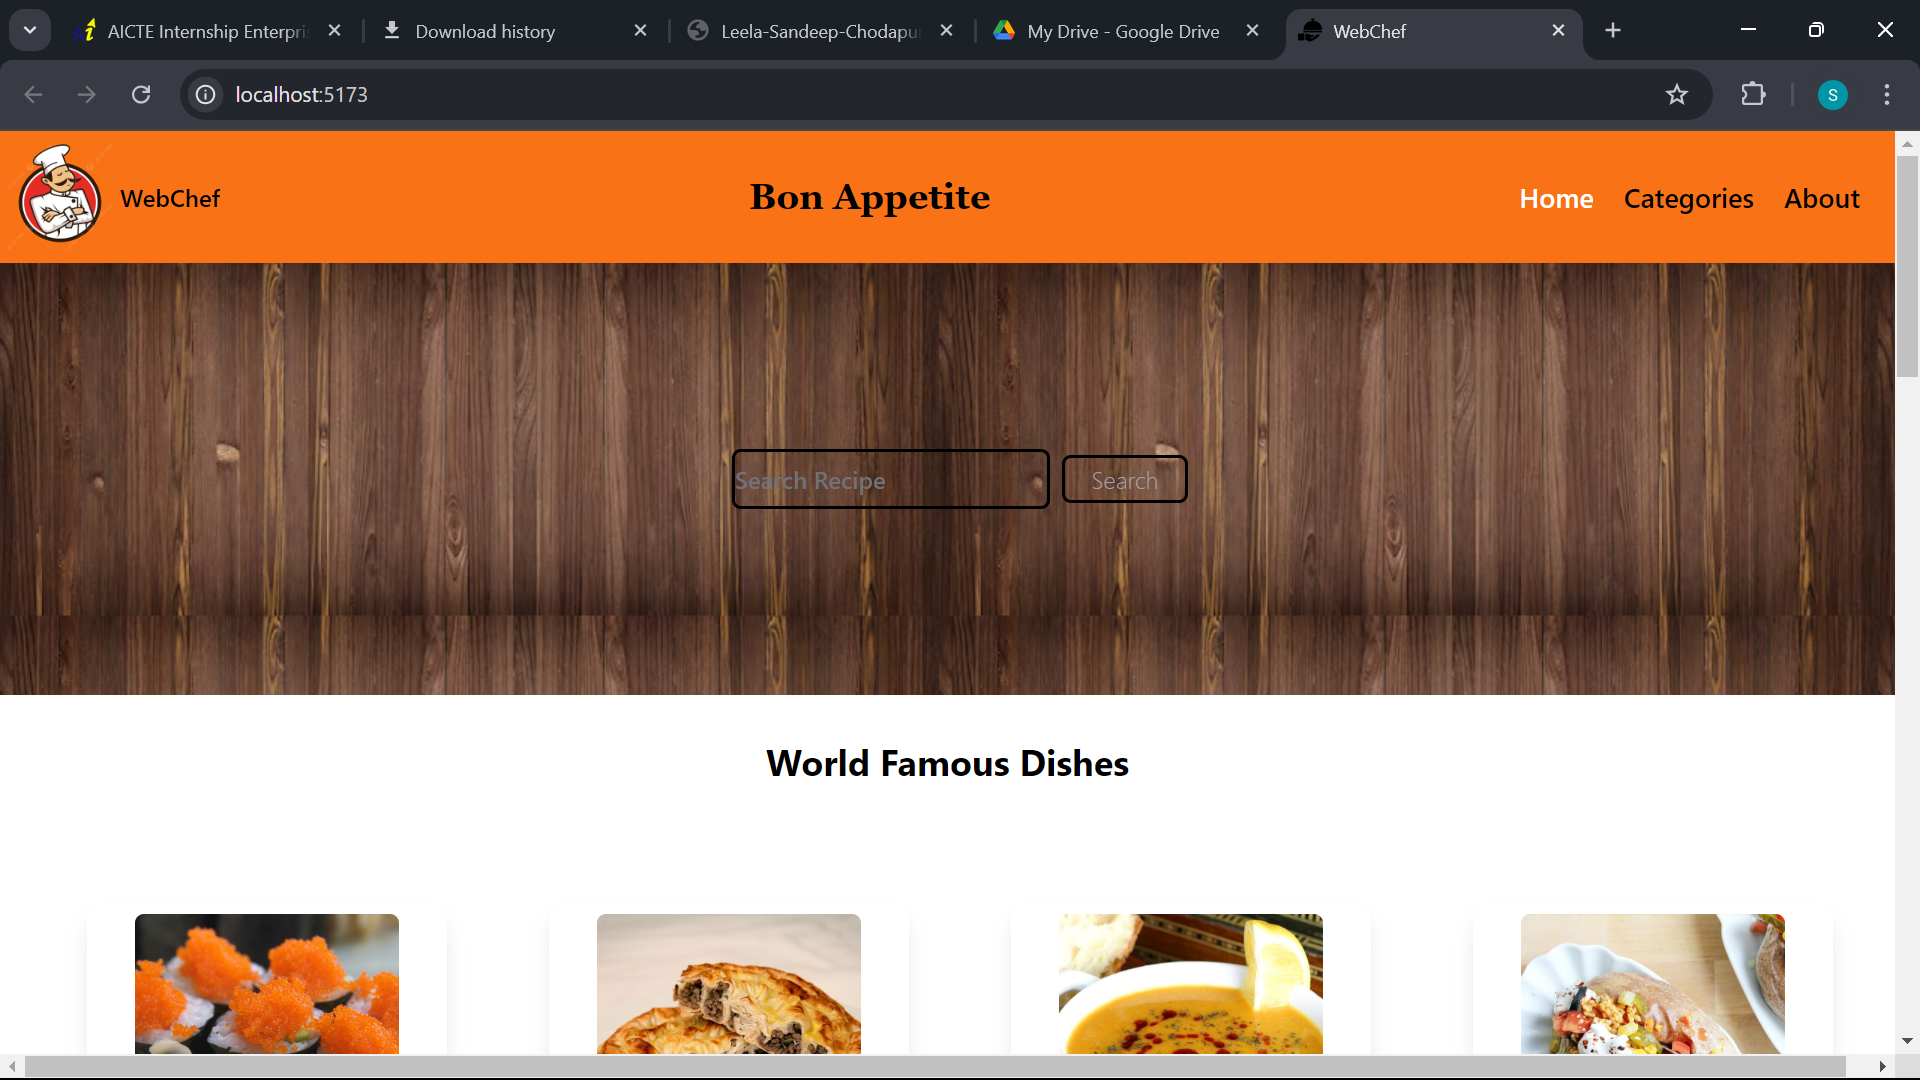 AICTE Internship Enterpri
Download history
Leela-Sandeep-Chodapu
My Drive - Google Drive
WebChef
localhost:5173
S
WebChef
Bon Appetite
Home
Categories
About
Search Recipe
Search
World Famous Dishes